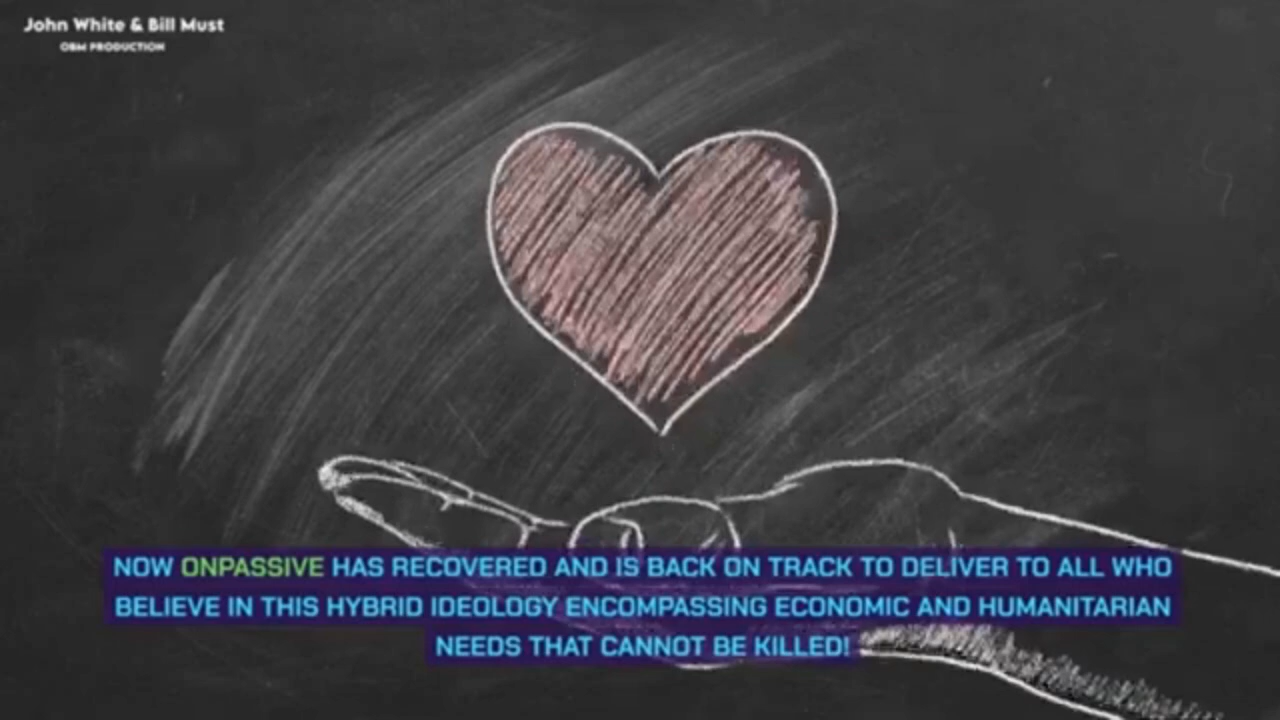 John White & Bill Must
OBM PRODUCTION
NOW ONPASSIVE HAS RECOVERED AND IS BACK ON TRACK TO DELIVER TO ALL WHO
BELIEVE IN THIS HYBRID IDEOLOGY ENCOMPASSING ECONOMIC AND HUMANITARIAN
NEEDS THAT CANNOT BE KILLED!